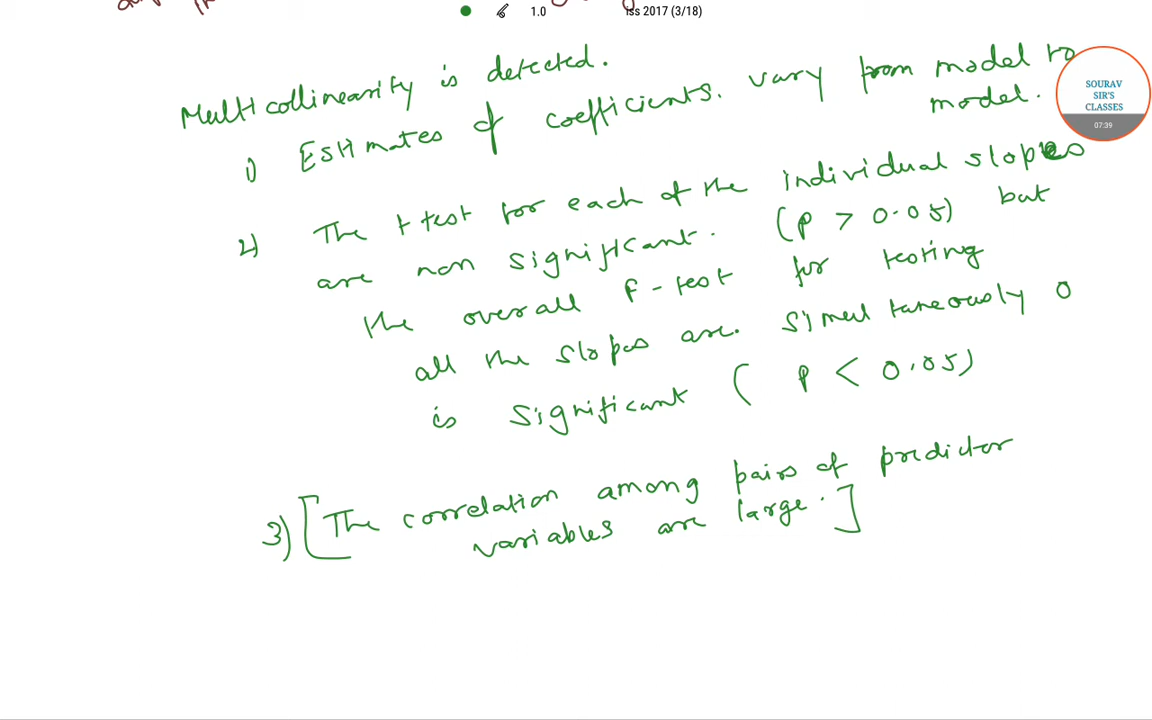 1.0
iss 2017 (3/18)
Multicollinearity is detected.
1) Estimates of coefficients. vary from model to
model.
SOURAV
SIR'S
CLASSES
07:39
2) The t test for each of the individual slopes
are non significant. (p > 0.05) but
the overall F-test for testing
all the slopes are. simultaneously 0
is significant (p < 0.05)
3) [The correlation among pairs of predictor
variables are large.]